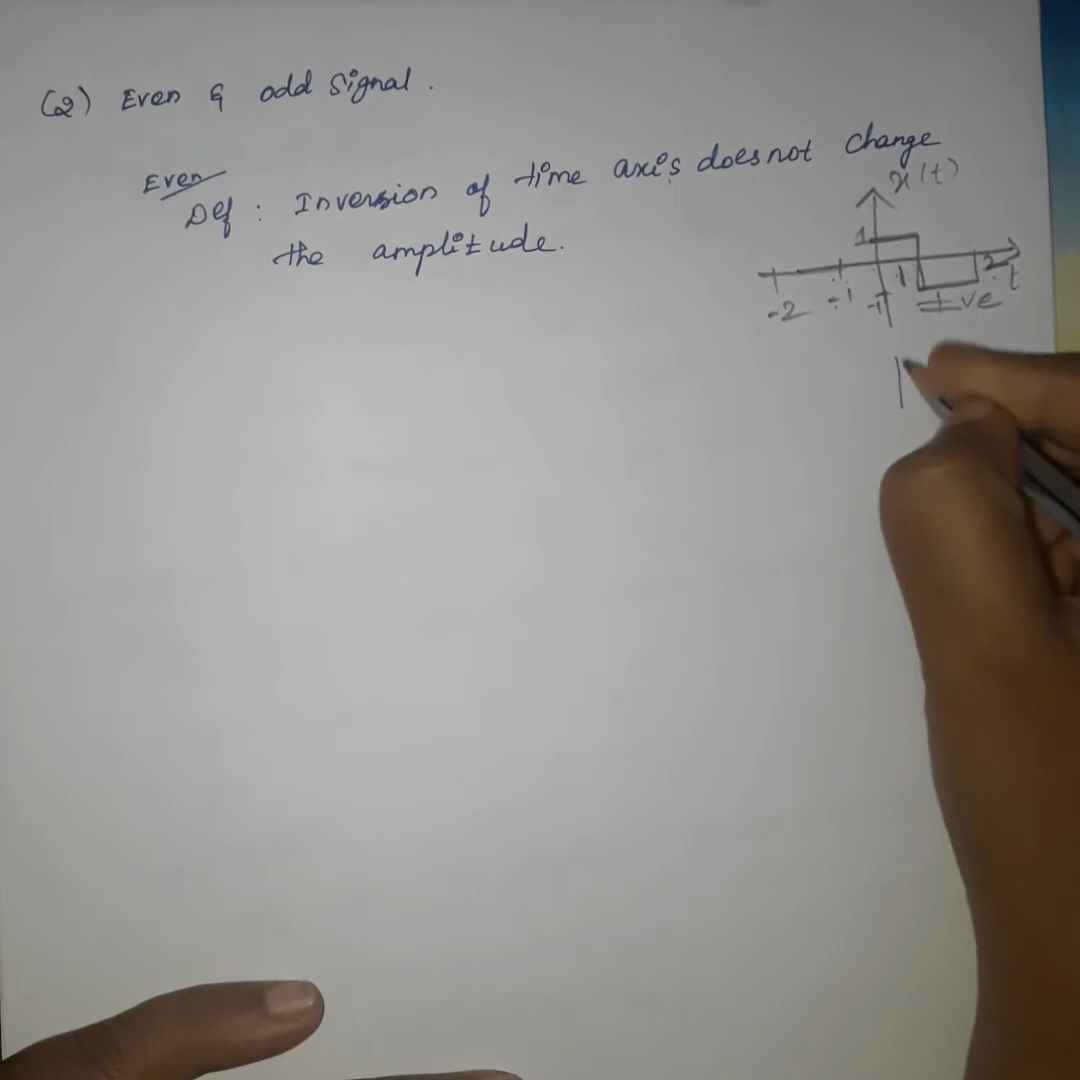 (2) Even & odd Signal.
Even
Def : Inversion of time axis does not change
the amplitude.
x(t)
1
-2 -1 -1 1 2 t
+ve